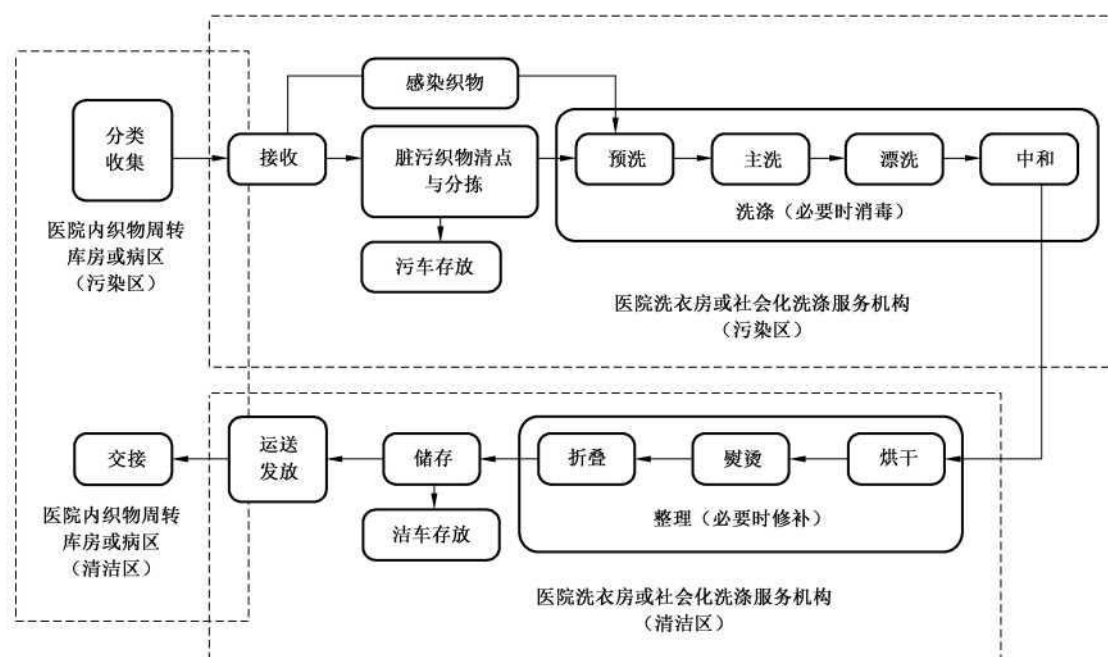 感染织物
分类
收集
接收
脏污织物清点
与分拣
预洗
主洗
漂洗
中和
洗涤（必要时消毒）
医院内织物周转
库房或病区
（污染区）
污车存放
医院洗衣房或社会化洗涤服务机构
（污染区）
交接
运送
发放
储存
折叠
熨烫
烘干
医院内织物周转
库房或病区
（清洁区）
洁车存放
整理（必要时修补）
医院洗衣房或社会化洗涤服务机构
（清洁区）